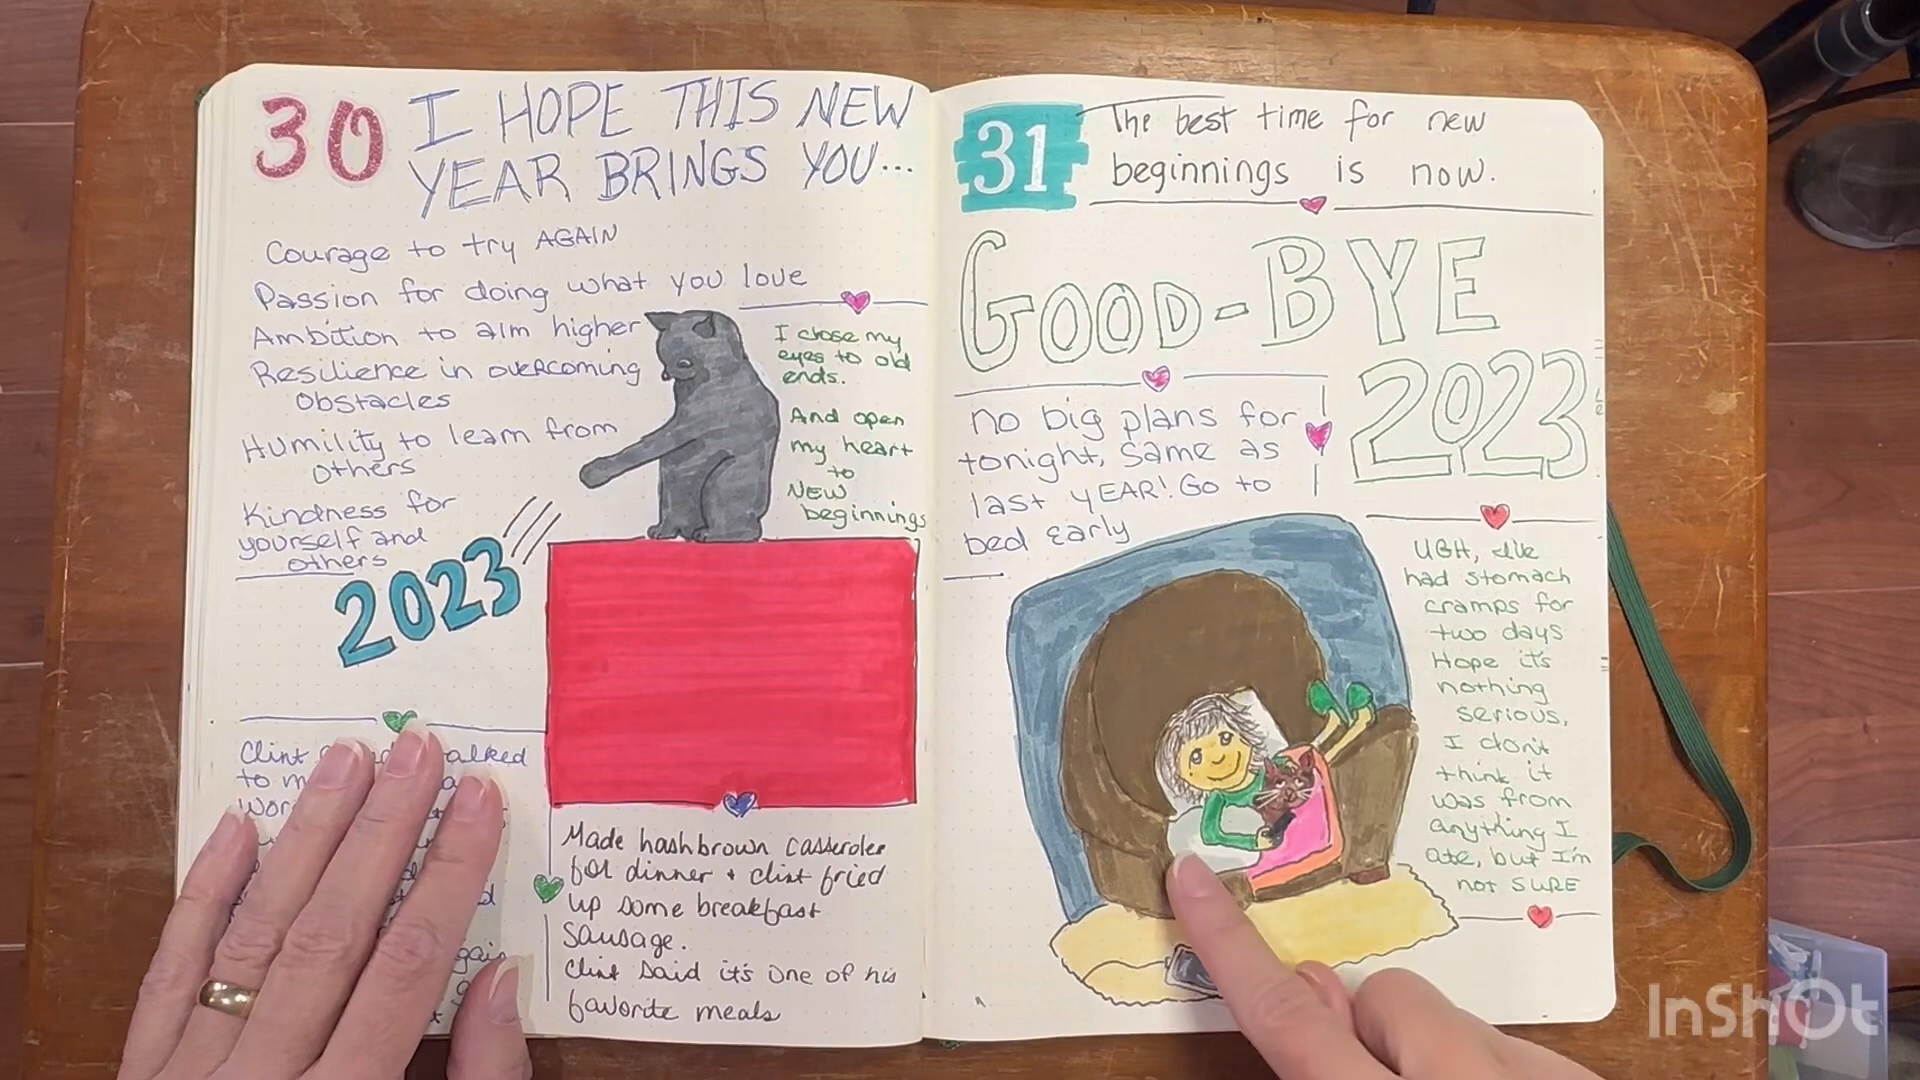 30
I HOPE THIS NEW
YEAR BRINGS YOU...
Courage to try AGAIN
Passion for doing what you love
Ambition to aim higher
Resilience in overcoming
obstacles
Humility to learn from
others
Kindness for
yourself and
others
2023
I close my
eyes to old
ends.
And open
my heart
to
NEW
beginnings
Clint
to
Made hashbrown casserole
for dinner + Clint fried
up some breakfast
sausage.
Clint said it's one of his
favorite meals
31
The best time for new
beginnings is now.
GOOD-BYE
2023
no big plans for
tonight, same as
last YEAR! Go to
bed early
UGH, I've
had stomach
cramps for
two days
Hope it's
nothing
serious,
I don't
think it
was from
anything I
ate, but I'm
not SURE
InShOt